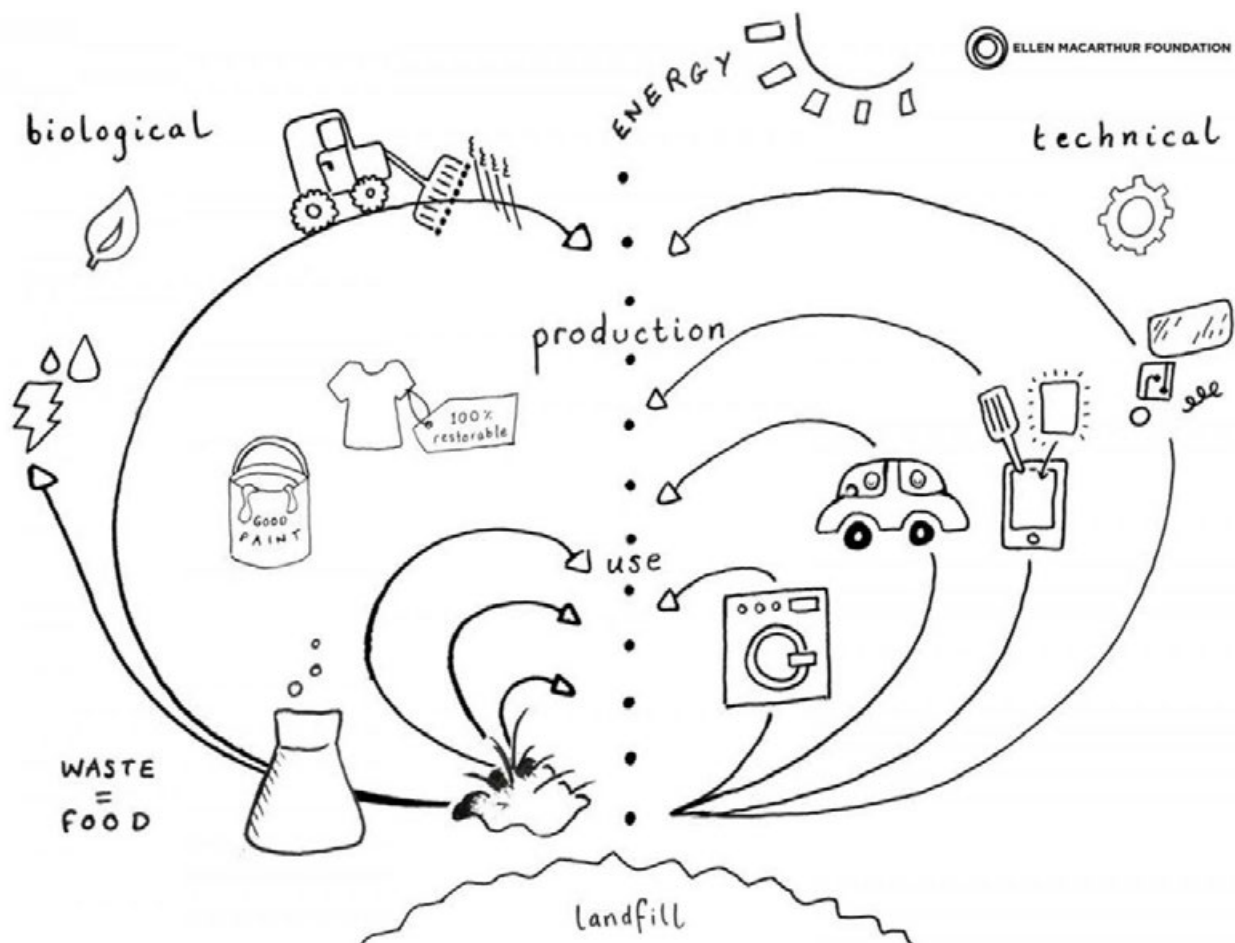 ELLEN MACARTHUR FOUNDATION
ENERGY
biological
technical
production
100%
restorable
GOOD
PAINT
use
WASTE
=
FOOD
landfill